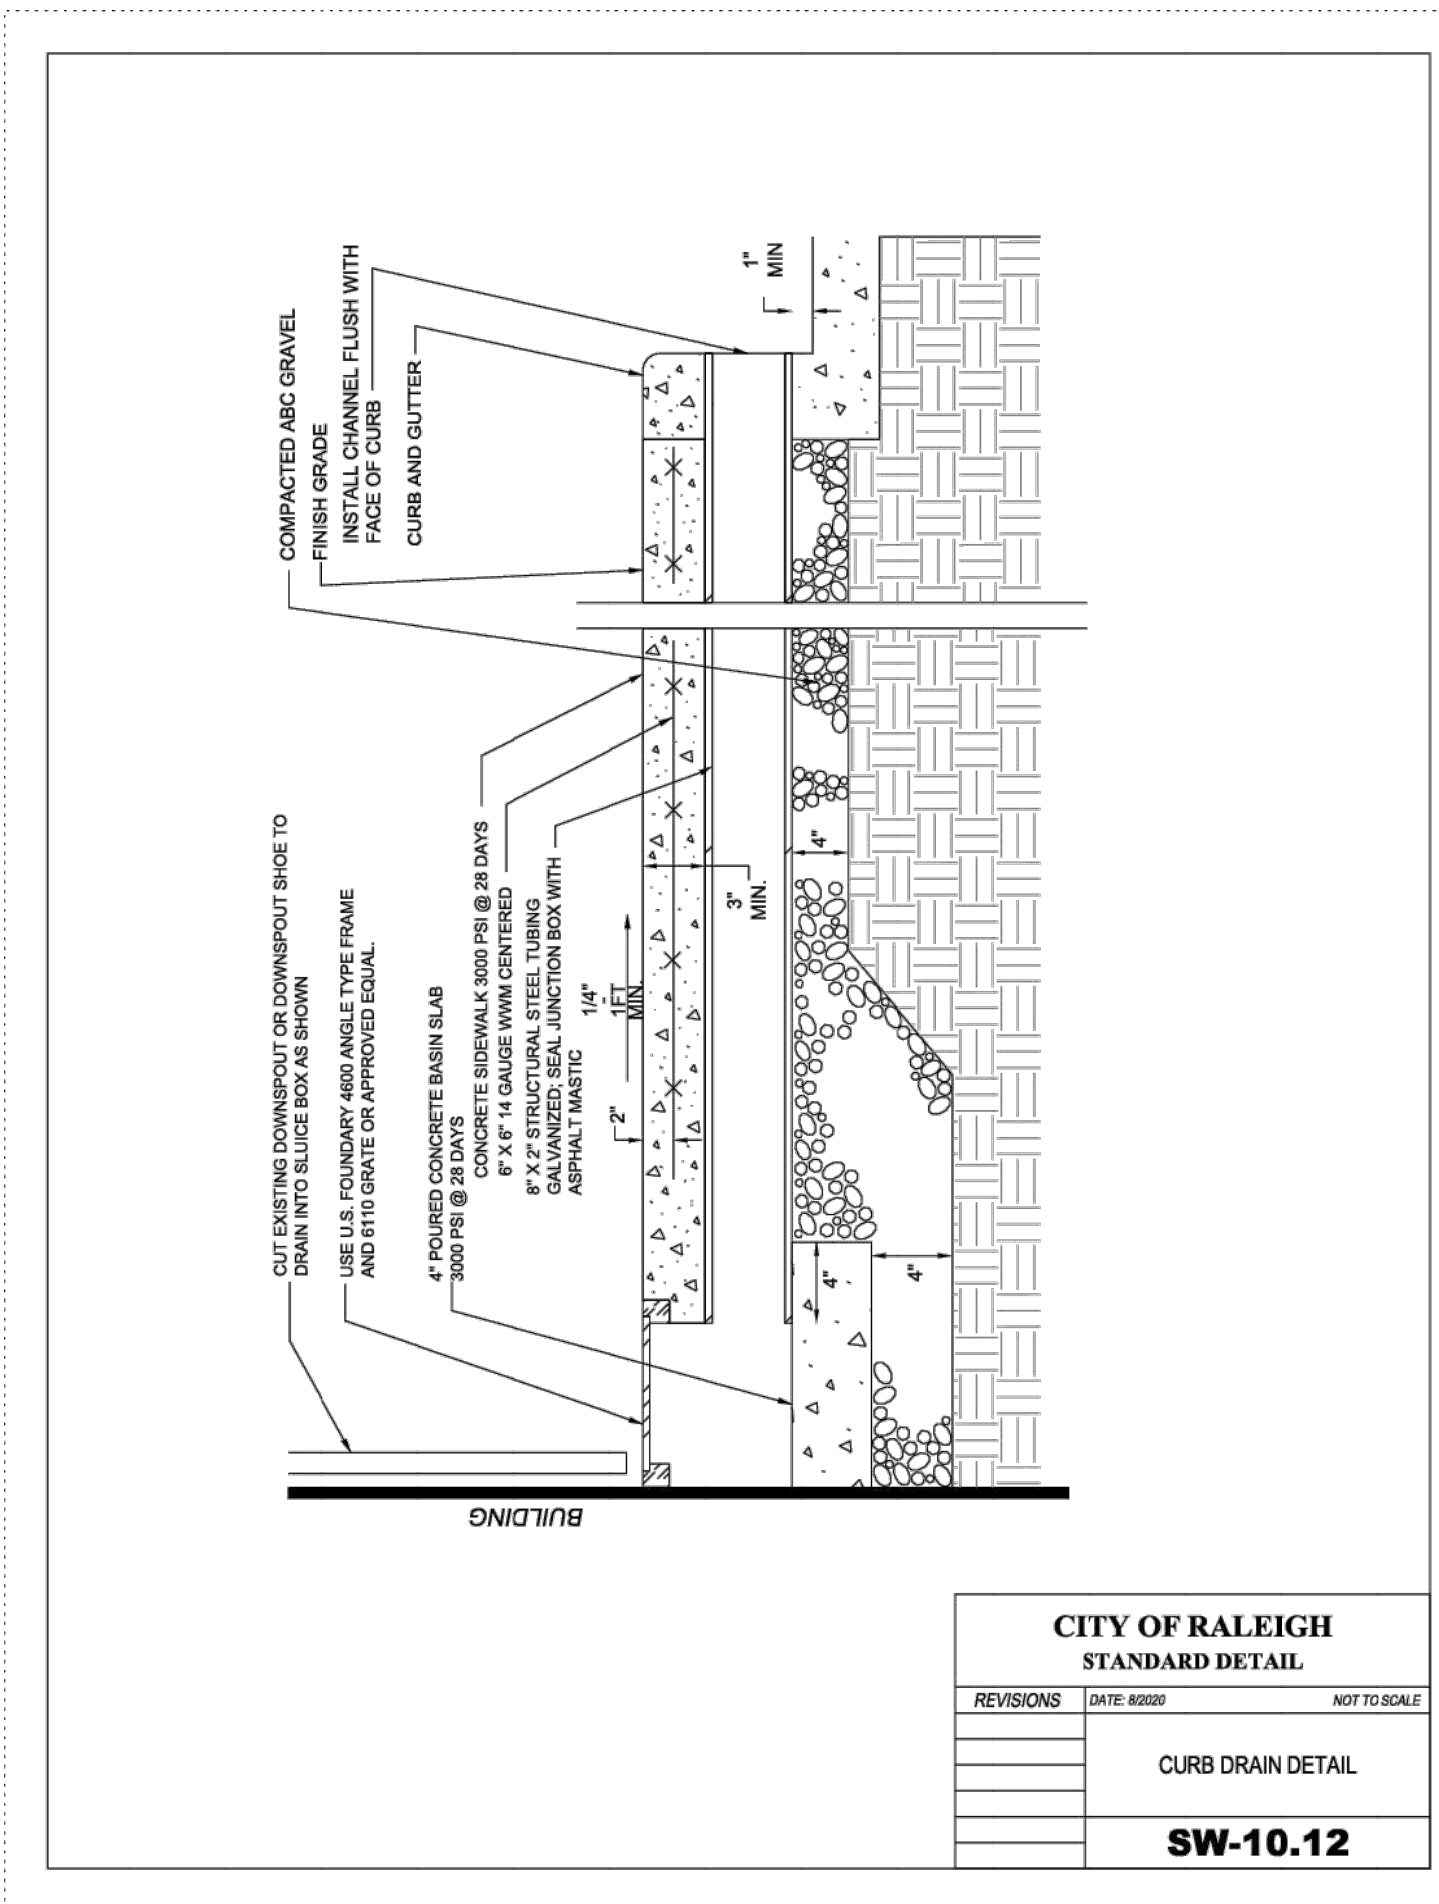 CUT EXISTING DOWNSPOUT OR DOWNSPOUT SHOE TO
DRAIN INTO SLUICE BOX AS SHOWN
USE U.S. FOUNDARY 4600 ANGLE TYPE FRAME
AND 6110 GRATE OR APPROVED EQUAL.
4" POURED CONCRETE BASIN SLAB
3000 PSI @ 28 DAYS
CONCRETE SIDEWALK 3000 PSI @ 28 DAYS
6" X 6" 14 GAUGE WWM CENTERED
8" X 2" STRUCTURAL STEEL TUBING
GALVANIZED; SEAL JUNCTION BOX WITH
ASPHALT MASTIC
COMPACTED ABC GRAVEL
FINISH GRADE
INSTALL CHANNEL FLUSH WITH
FACE OF CURB
CURB AND GUTTER
1/4"
-
1FT
MIN.
2"
3"
MIN.
4"
4"
4"
1"
MIN
BUILDING
CITY OF RALEIGH
STANDARD DETAIL
REVISIONS
DATE: 8/2020
NOT TO SCALE
CURB DRAIN DETAIL
SW-10.12